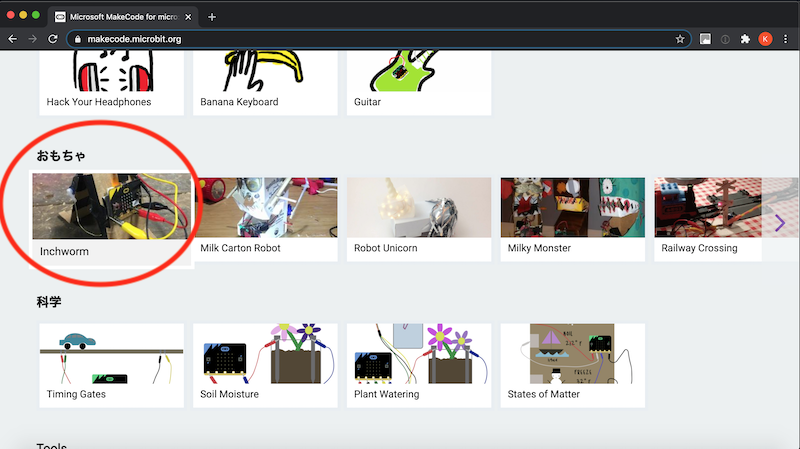 Microsoft MakeCode for micro
makecode.microbit.org
K
Hack Your Headphones
Banana Keyboard
Guitar
おもちゃ
Inchworm
Milk Carton Robot
Robot Unicorn
Milky Monster
Railway Crossing
科学
Timing Gates
Soil Moisture
Plant Watering
States of Matter
Tools